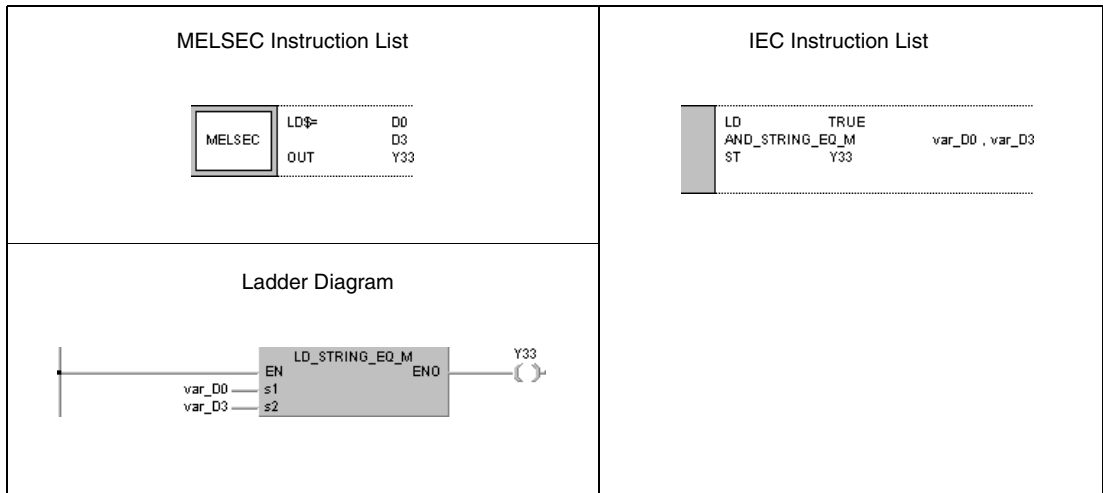 MELSEC Instruction List
MELSEC
LD$= D0
D3
OUT Y33
IEC Instruction List
LD TRUE
AND_STRING_EQ_M var_D0 , var_D3
ST Y33
Ladder Diagram
LD_STRING_EQ_M
Y33
EN ENO
var_D0 s1
var_D3 s2